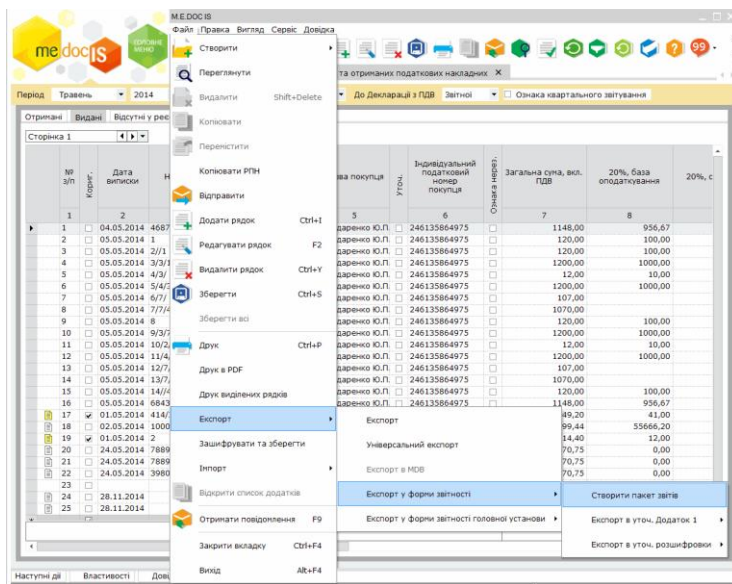 M.E.DOC IS
Файл Правка Вигляд Сервіс Довідка
me.doc IS
ГОЛОВНЕ МЕНЮ
99
та отриманих податкових накладних X
Період Травень 2014
До Декларації з ПДВ Звітної Ознака квартального звітування
Отримані Видані Відсутні у реє
Сторінка 1
№ з/п
Кориг.
Дата виписки
Н
ва покупця
Уточ.
Індивідуальний податковий номер покупця
Ознака нерез.
Загальна сума, вкл. ПДВ
20%, база оподаткування
20%, с
1 2 5 6 7 8
1 04.05.2014 4687 даренко Ю.П. 246135864975 1148,00 956,67
2 05.05.2014 1 даренко Ю.П. 246135864975 120,00 100,00
3 05.05.2014 2//1 даренко Ю.П. 246135864975 120,00 100,00
4 05.05.2014 3/3/1 даренко Ю.П. 246135864975 1200,00 1000,00
5 05.05.2014 4/3/ даренко Ю.П. 246135864975 12,00 10,00
6 05.05.2014 5/4/3 даренко Ю.П. 246135864975 1200,00 1000,00
7 05.05.2014 6/7/ даренко Ю.П. 246135864975 107,00
8 05.05.2014 7/7/4 даренко Ю.П. 246135864975 1070,00
9 05.05.2014 8 даренко Ю.П. 246135864975 120,00 100,00
10 05.05.2014 9/3/7 даренко Ю.П. 246135864975 1200,00 1000,00
11 05.05.2014 10/2, даренко Ю.П. 246135864975 12,00 10,00
12 05.05.2014 11/4, даренко Ю.П. 246135864975 1200,00 1000,00
13 05.05.2014 12/7, даренко Ю.П. 246135864975 107,00
14 05.05.2014 13/7, даренко Ю.П. 246135864975 1070,00
15 05.05.2014 14//4 даренко Ю.П. 246135864975 120,00 100,00
16 05.05.2014 6843 даренко Ю.П. 246135864975 1148,00 956,67
17 01.05.2014 414/ 49,20 41,00
18 02.05.2014 1000 99,44 55666,20
19 01.05.2014 2 14,40 12,00
20 24.05.2014 7889 70,75 0,00
21 24.05.2014 7889 70,75 0,00
22 24.05.2014 3980 70,75 0,00
23
24 28.11.2014
25 28.11.2014
Створити
Переглянути
Видалити Shift+Delete
Копіювати
Перемістити
Копіювати РПН
Відправити
Додати рядок Ctrl+I
Редагувати рядок F2
Видалити рядок Ctrl+Y
Зберегти Ctrl+S
Зберегти всі
Друк Ctrl+P
Друк в PDF
Друк виділених рядків
Експорт
Зашифрувати та зберегти
Імпорт
Відкрити список додатків
Отримати повідомлення F9
Закрити вкладку Ctrl+F4
Вихід Alt+F4
Експорт
Універсальний експорт
Експорт в MDB
Експорт у форми звітності
Експорт у форми звітності головної установи
Створити пакет звітів
Експорт в уточ. Додаток 1
Експорт в уточ. розшифровки
Наступні дії Властивості Дові